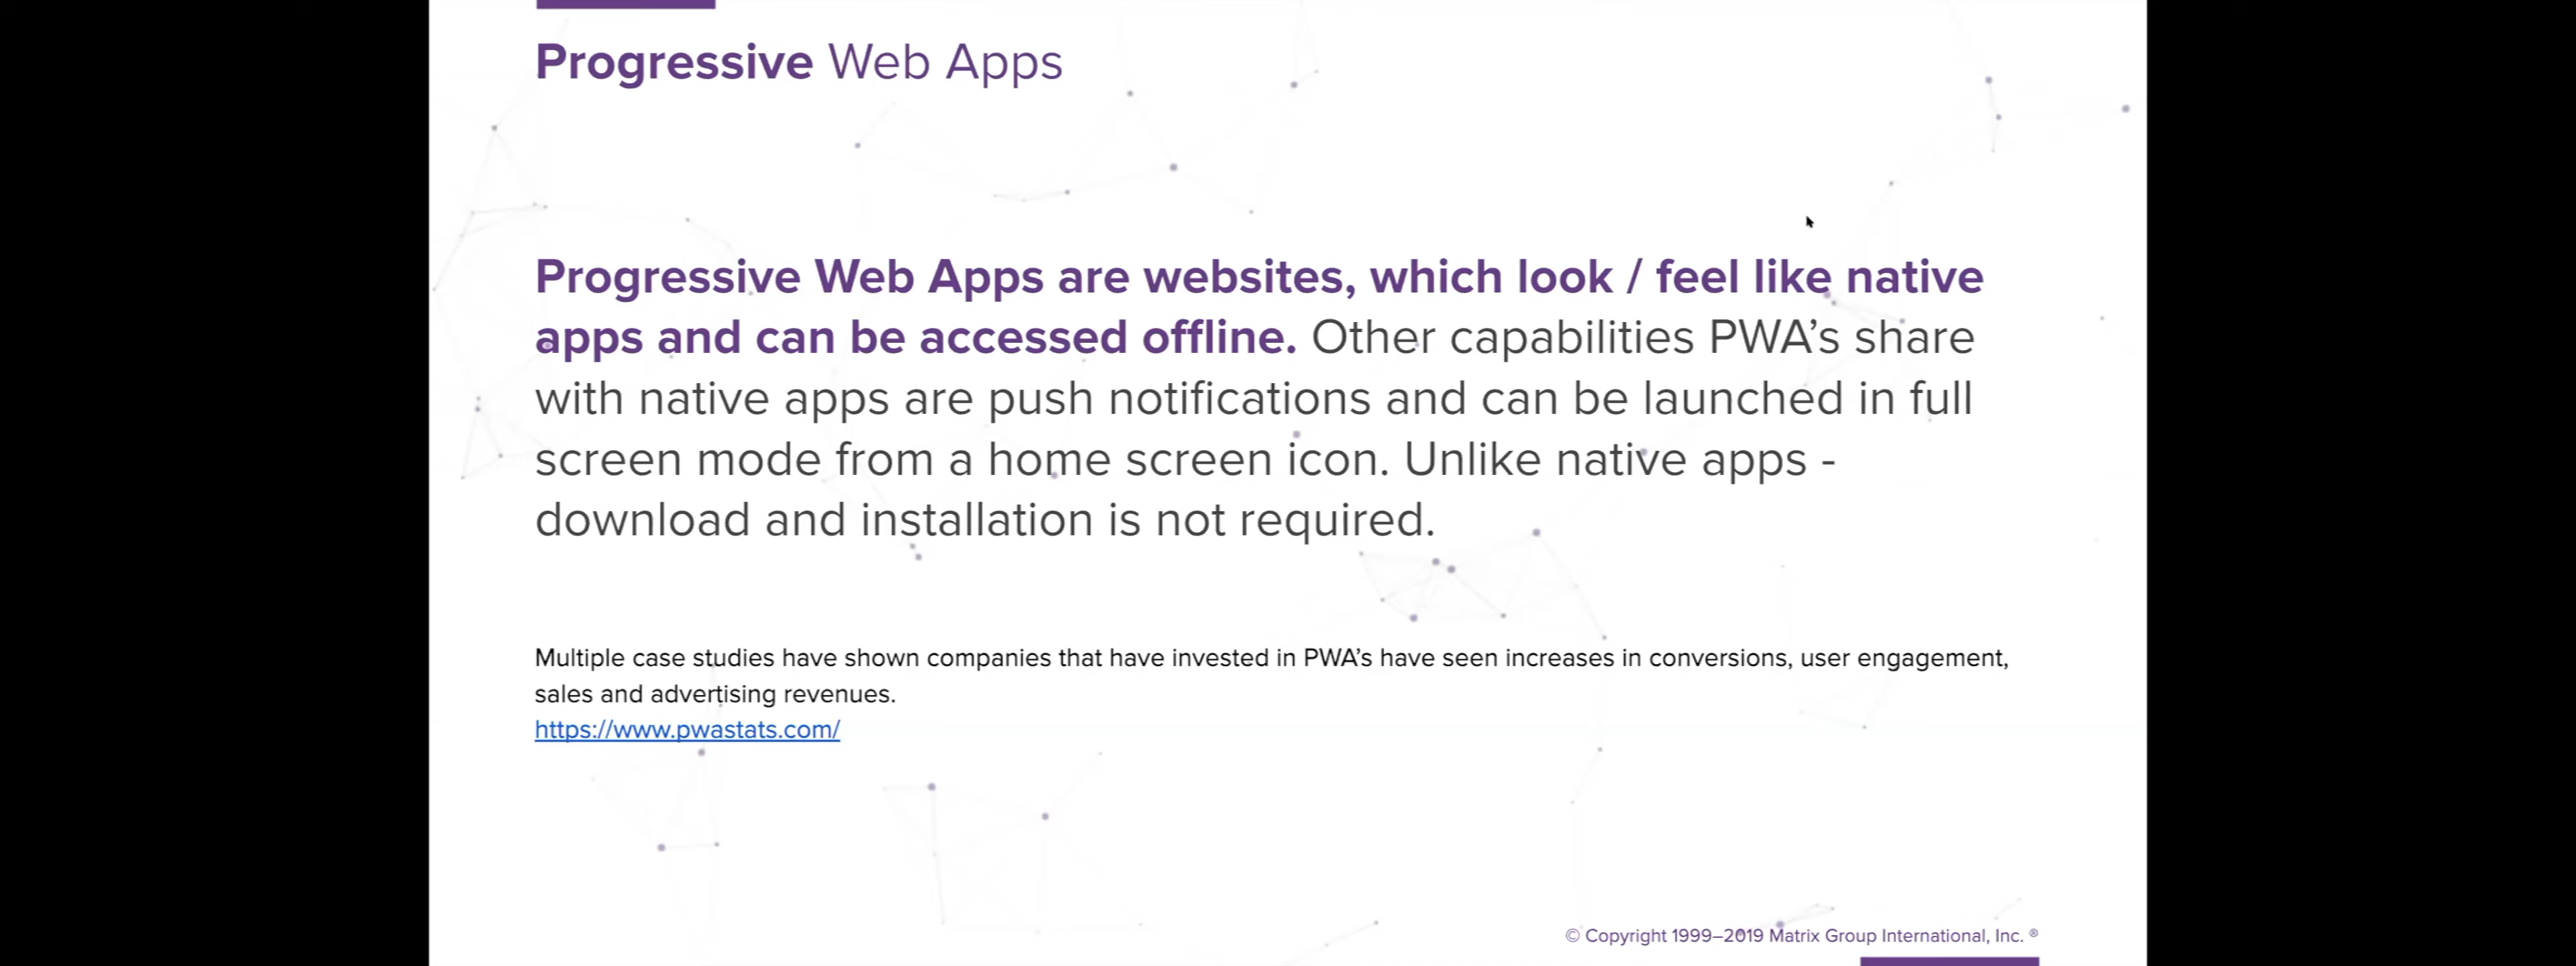 Progressive Web Apps
Progressive Web Apps are websites, which look / feel like native
apps and can be accessed offline. Other capabilities PWA’s share
with native apps are push notifications and can be launched in full
screen mode from a home screen icon. Unlike native apps -
download and installation is not required.
Multiple case studies have shown companies that have invested in PWA’s have seen increases in conversions, user engagement,
sales and advertising revenues.
https://www.pwastats.com/
© Copyright 1999–2019 Matrix Group International, Inc. ®